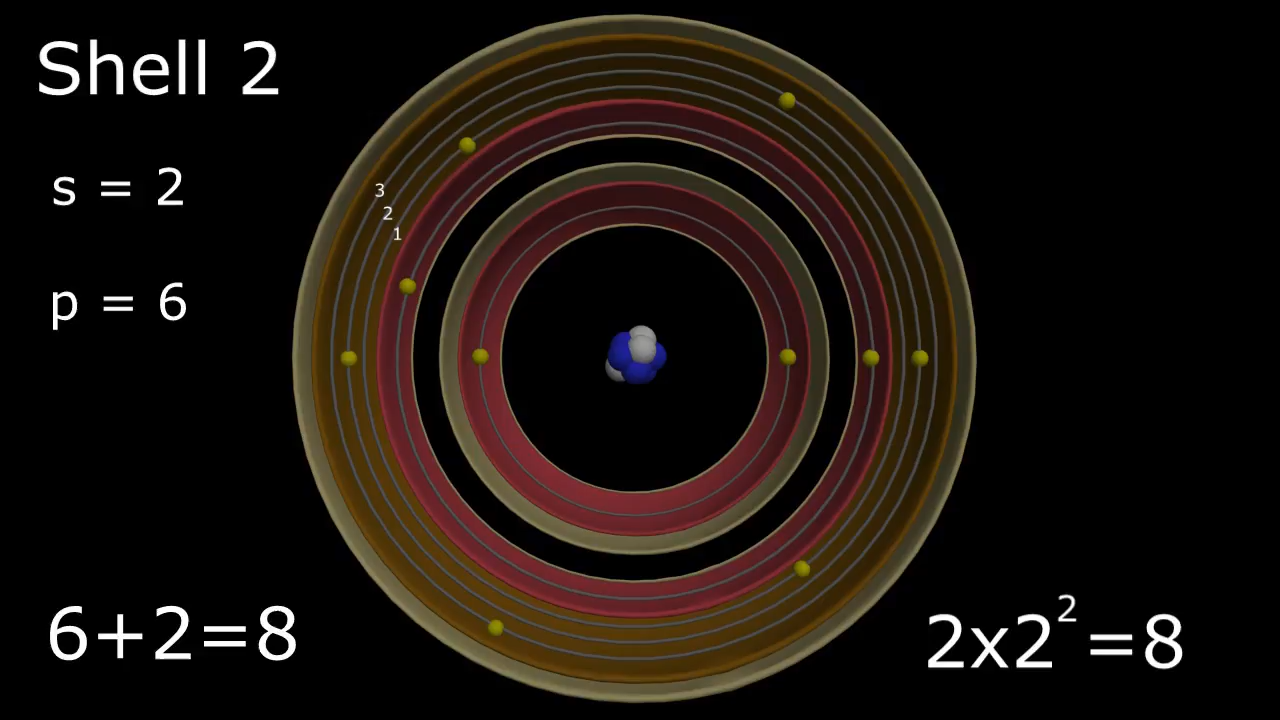 Shell 2
s = 2
p = 6
3
2
1
6+2=8
2x2²=8